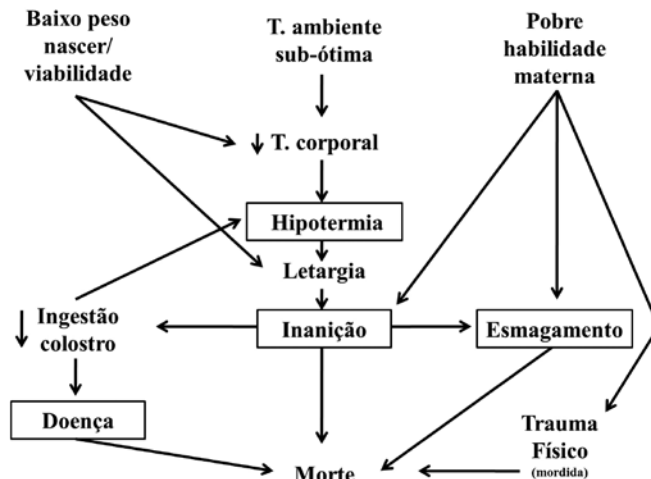 Baixo peso
nascer/
viabilidade
T. ambiente
sub-ótima
Pobre
habilidade
materna
T. corporal
Hipotermia
Letargia
Ingestão
colostro
Inanição
Esmagamento
Doença
Trauma
Físico
(mordida)
Morte